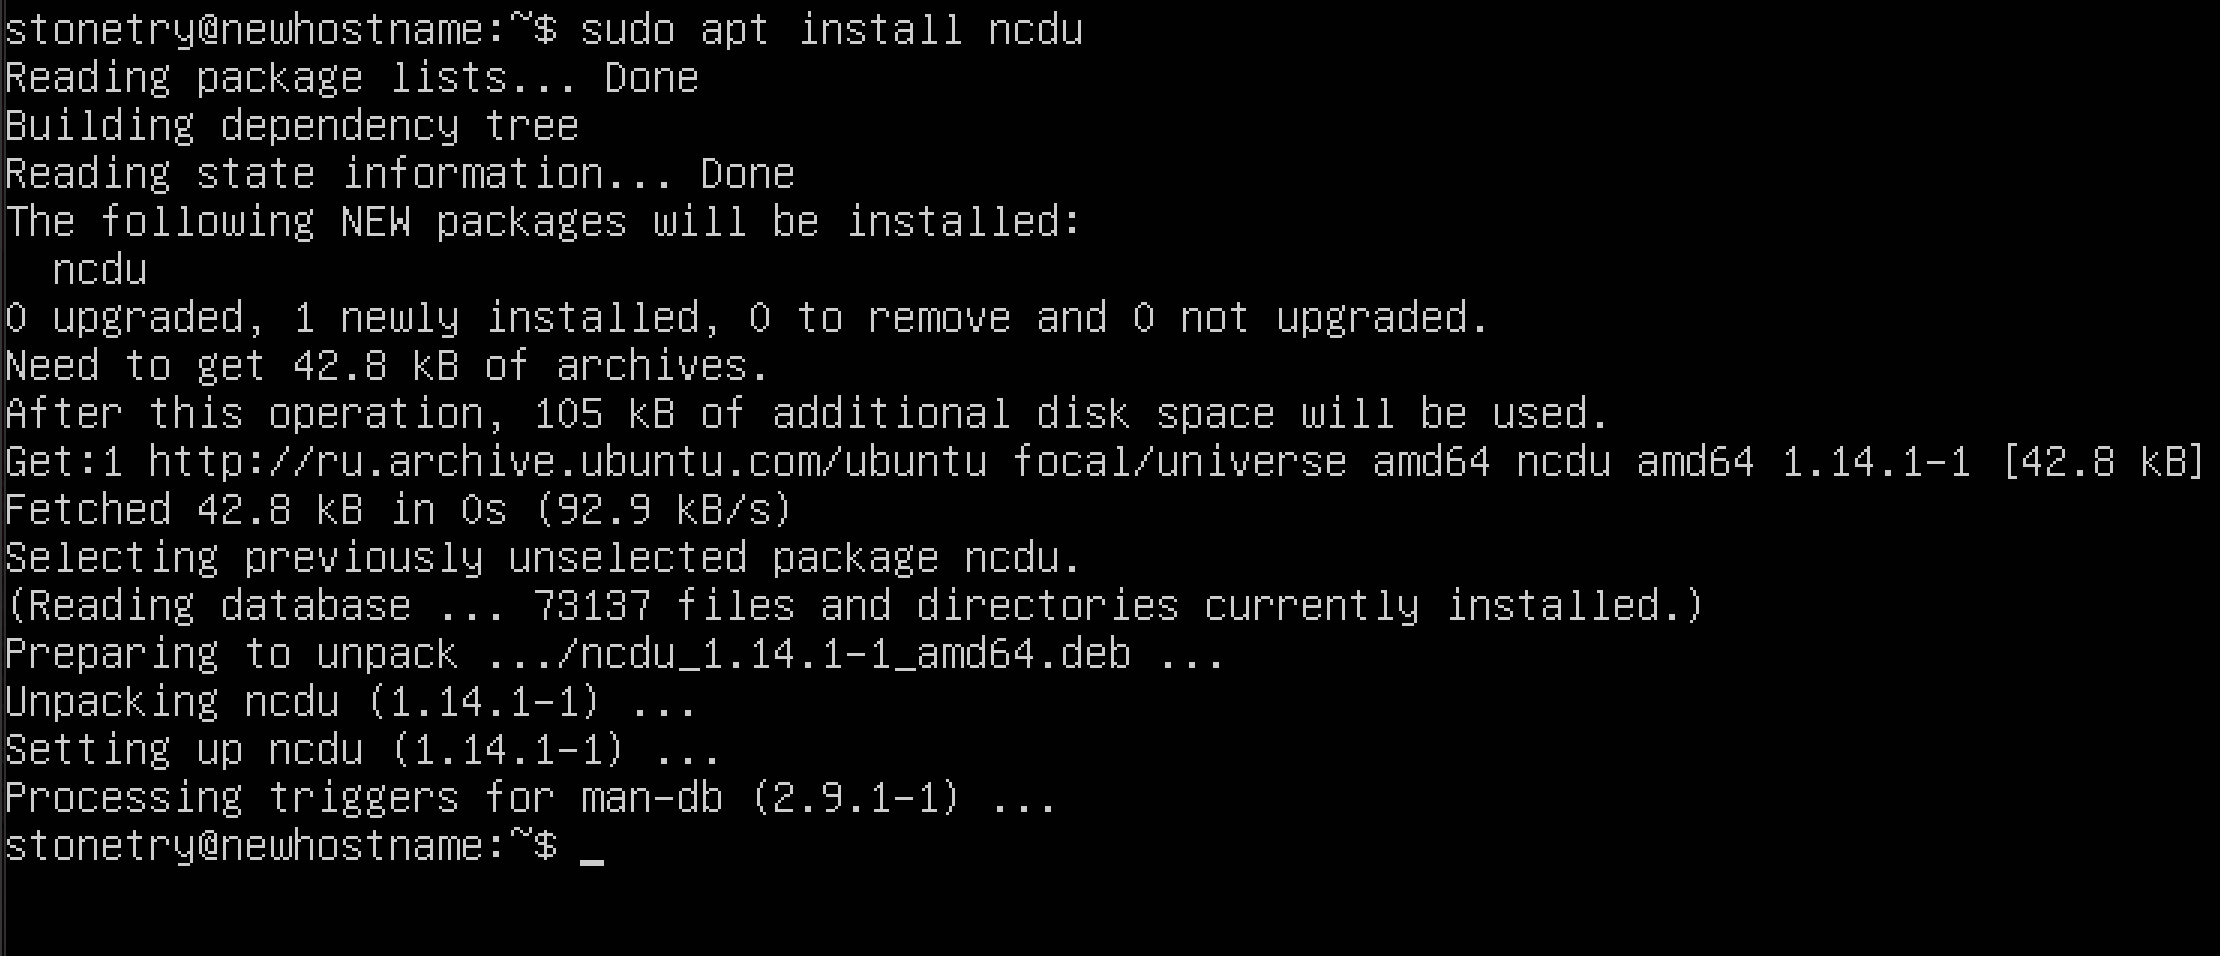 stonetry@newhostname:~$ sudo apt install ncdu
Reading package lists... Done
Building dependency tree
Reading state information... Done
The following NEW packages will be installed:
  ncdu
0 upgraded, 1 newly installed, 0 to remove and 0 not upgraded.
Need to get 42.8 kB of archives.
After this operation, 105 kB of additional disk space will be used.
Get:1 http://ru.archive.ubuntu.com/ubuntu focal/universe amd64 ncdu amd64 1.14.1-1 [42.8 kB]
Fetched 42.8 kB in 0s (92.9 kB/s)
Selecting previously unselected package ncdu.
(Reading database ... 73137 files and directories currently installed.)
Preparing to unpack .../ncdu_1.14.1-1_amd64.deb ...
Unpacking ncdu (1.14.1-1) ...
Setting up ncdu (1.14.1-1) ...
Processing triggers for man-db (2.9.1-1) ...
stonetry@newhostname:~$ _